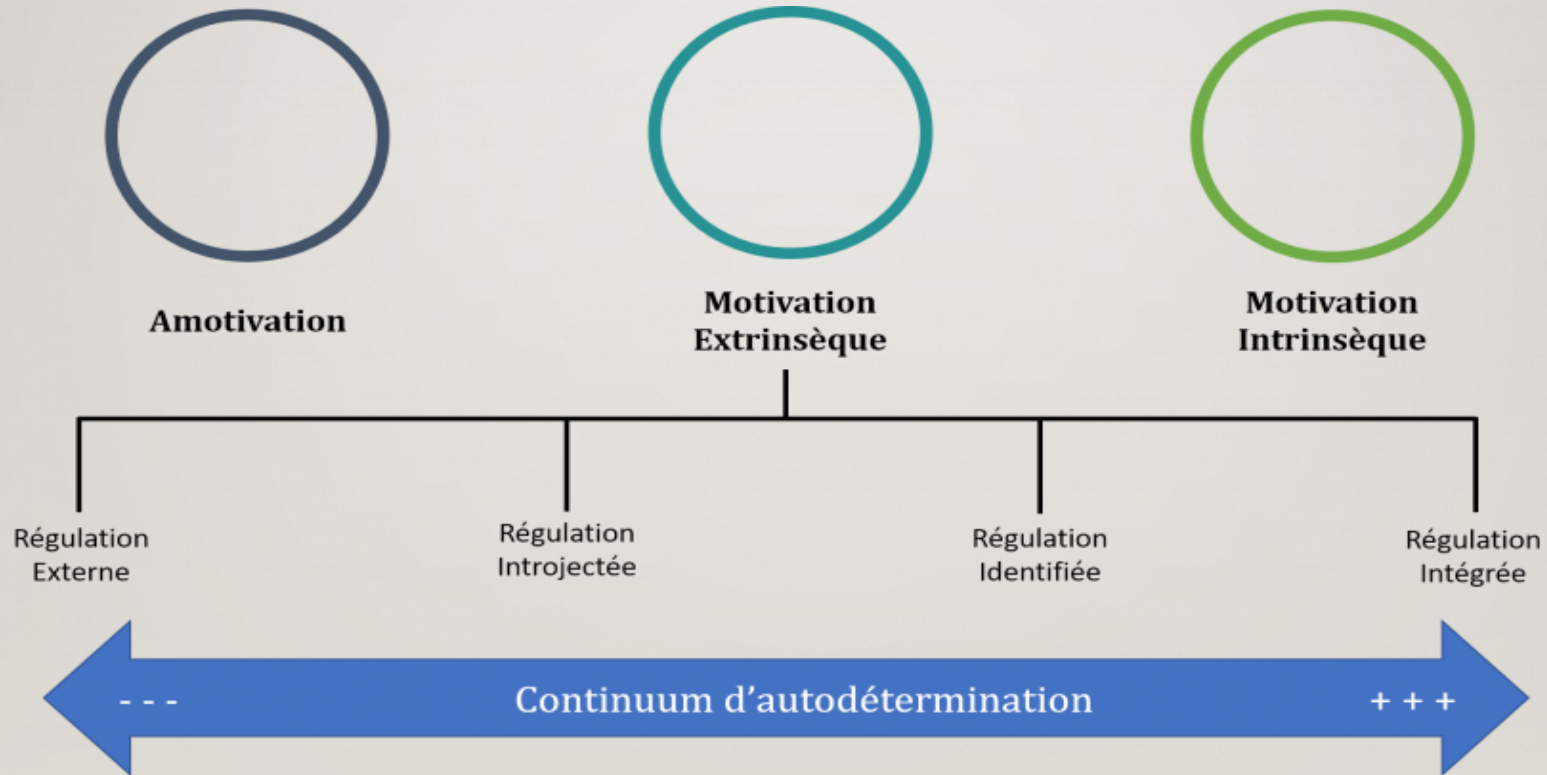 Amotivation
Motivation
Extrinsèque
Motivation
Intrinsèque
Régulation
Externe
Régulation
Introjectée
Régulation
Identifiée
Régulation
Intégrée
- - -
Continuum d’autodétermination
+ + +